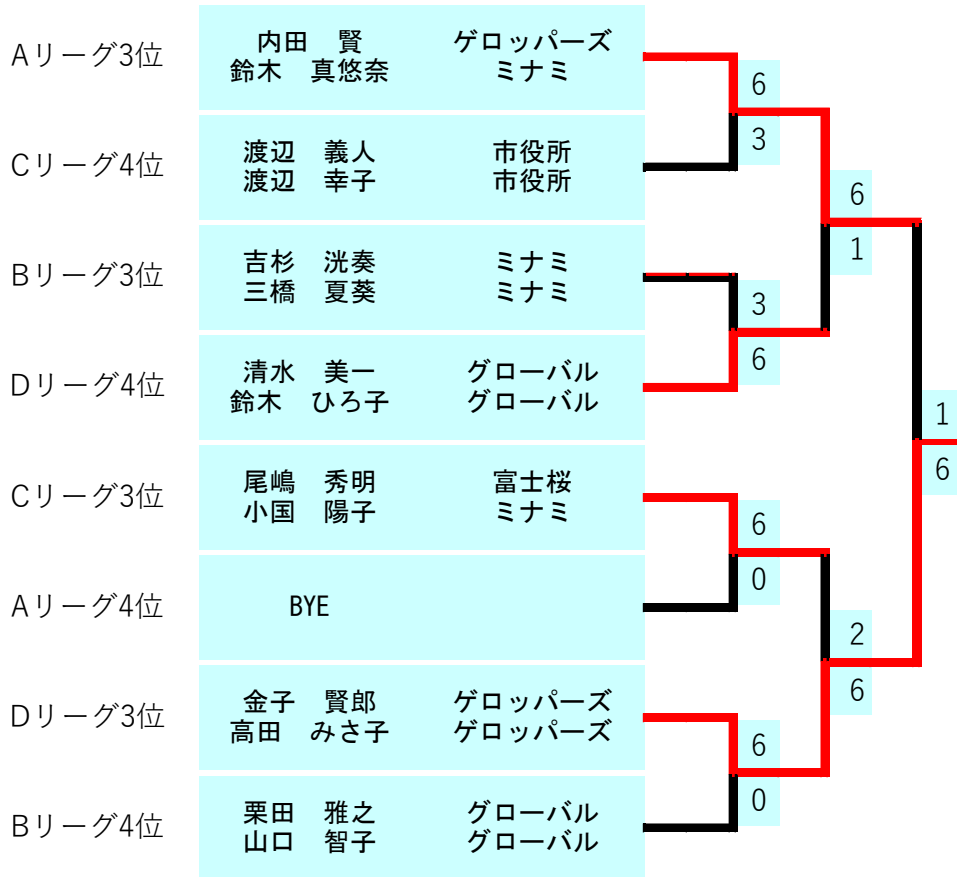 Aリーグ3位 内田 賢 ゲロッパーズ
鈴木 真悠奈 ミナミ
6
3
Cリーグ4位 渡辺 義人 市役所
渡辺 幸子 市役所
6
1
Bリーグ3位 吉杉 洸奏 ミナミ
三橋 夏葵 ミナミ
3
6
Dリーグ4位 清水 美一 グローバル
鈴木 ひろ子 グローバル
1
6
Cリーグ3位 尾嶋 秀明 富士桜
小国 陽子 ミナミ
6
0
Aリーグ4位 BYE
2
6
Dリーグ3位 金子 賢郎 ゲロッパーズ
高田 みさ子 ゲロッパーズ
6
0
Bリーグ4位 栗田 雅之 グローバル
山口 智子 グローバル